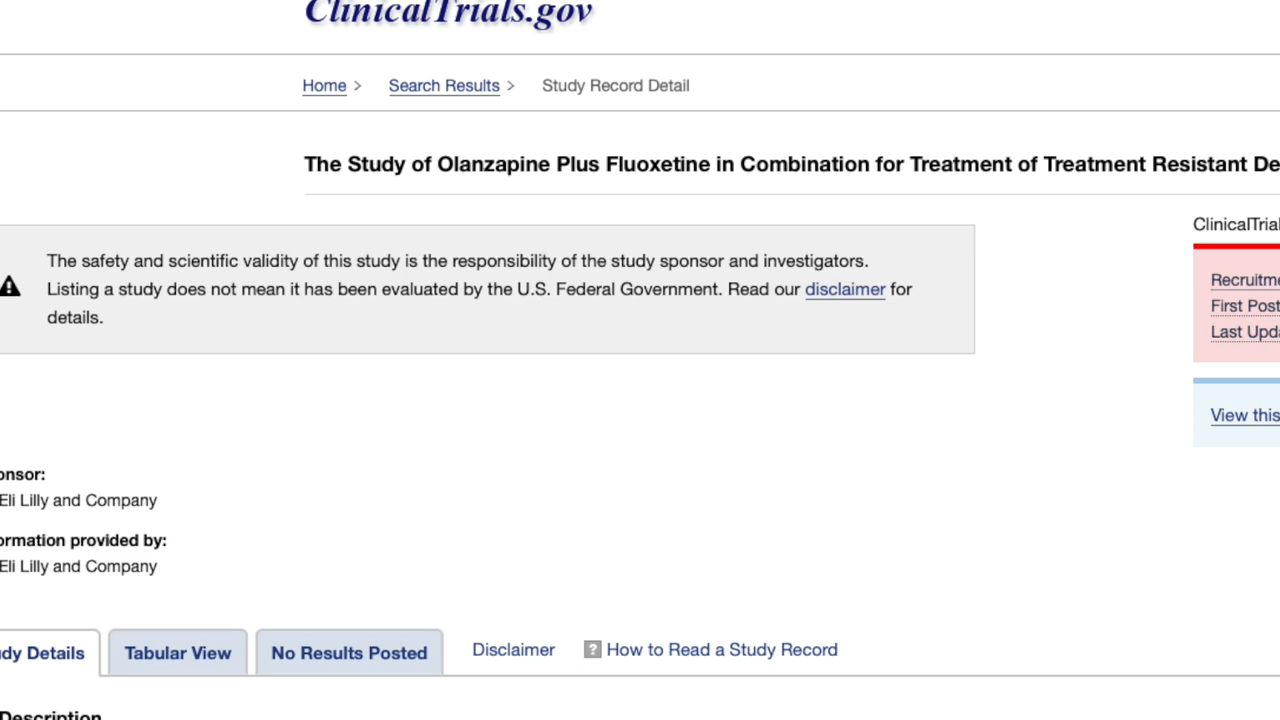 ClinicalTrials.gov
Home > Search Results > Study Record Detail
The Study of Olanzapine Plus Fluoxetine in Combination for Treatment of Treatment Resistant De
ClinicalTrial
The safety and scientific validity of this study is the responsibility of the study sponsor and investigators.
Listing a study does not mean it has been evaluated by the U.S. Federal Government. Read our disclaimer for
details.
Recruitme
First Post
Last Upda
View this
onsor:
Eli Lilly and Company
ormation provided by:
Eli Lilly and Company
dy Details
Tabular View
No Results Posted
Disclaimer
? How to Read a Study Record
Description